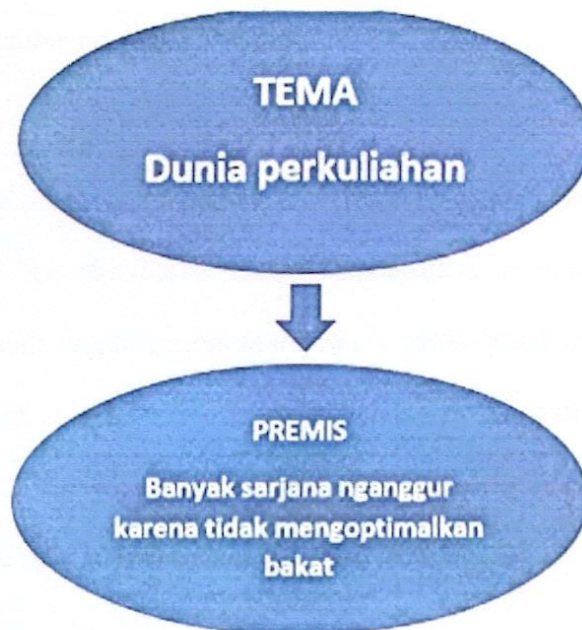 TEMA
Dunia perkuliahan
PREMIS
Banyak sarjana nganggur
karena tidak mengoptimalkan
bakat